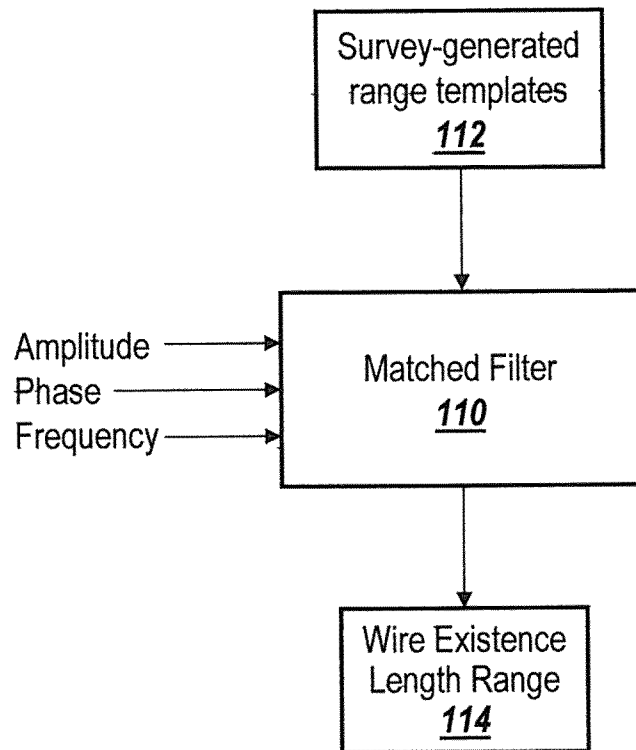 Survey-generated
range templates
112
Amplitude
Phase
Frequency
Matched Filter
110
Wire Existence
Length Range
114